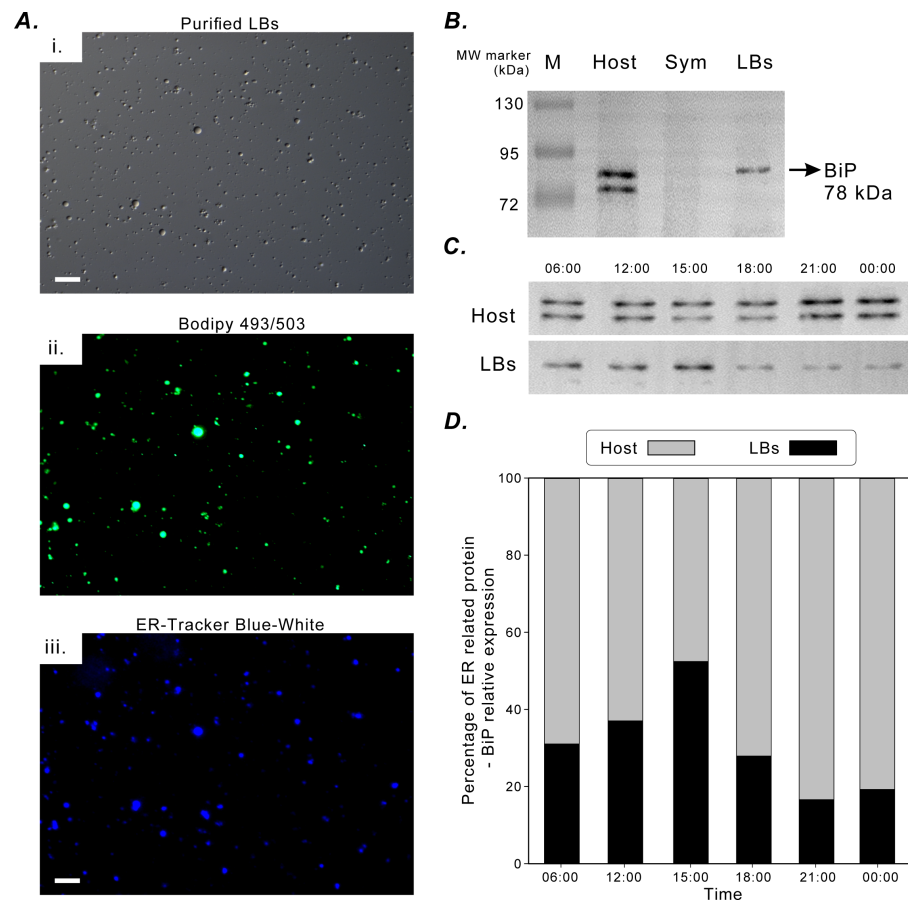 A.
Purified LBs
i.
Bodipy 493/503
ii.
ER-Tracker Blue-White
iii.
B.
MW marker
(kDa)
M Host Sym LBs
130
95
72
BiP
78 kDa
C.
06:00 12:00 15:00 18:00 21:00 00:00
Host
LBs
D.
Host LBs
100
80
60
40
20
0
Percentage of ER related protein
- BiP relative expression
06:00 12:00 15:00 18:00 21:00 00:00
Time